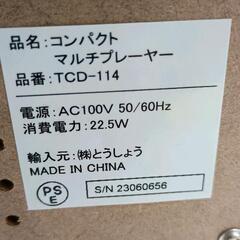 品名：コンパクト
マルチプレーヤー
品番：TCD-114
電源：AC100V 50/60Hz
消費電力：22.5W
輸入元：㈱とうしょう
MADE IN CHINA
PS
E
S/N 23060656